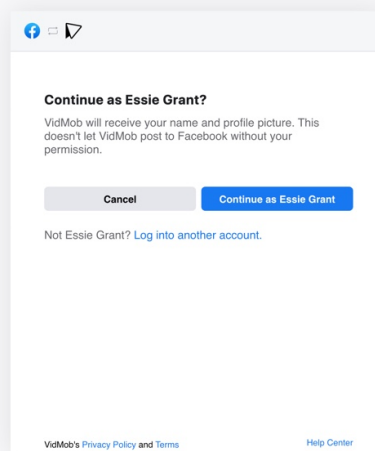 Continue as Essie Grant?
VidMob will receive your name and profile picture. This
doesn't let VidMob post to Facebook without your
permission.
Cancel
Continue as Essie Grant
Not Essie Grant? Log into another account.
VidMob's Privacy Policy and Terms
Help Center